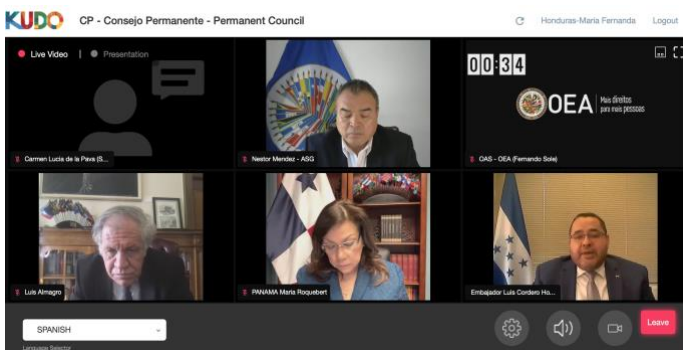 KUDO CP - Consejo Permanente - Permanent Council
Honduras-Maria Fernanda Logout
Live Video | Presentation
00:34
OEA Mais direitos
para mais pessoas
Carmen Lucia de la Pava (S...
Nestor Mendez - ASG
OAS - OEA (Fernando Sole)
Luis Almagro
PANAMA Maria Roquebert
Embajador Luis Cordero Ho...
SPANISH
Leave
Language Selector